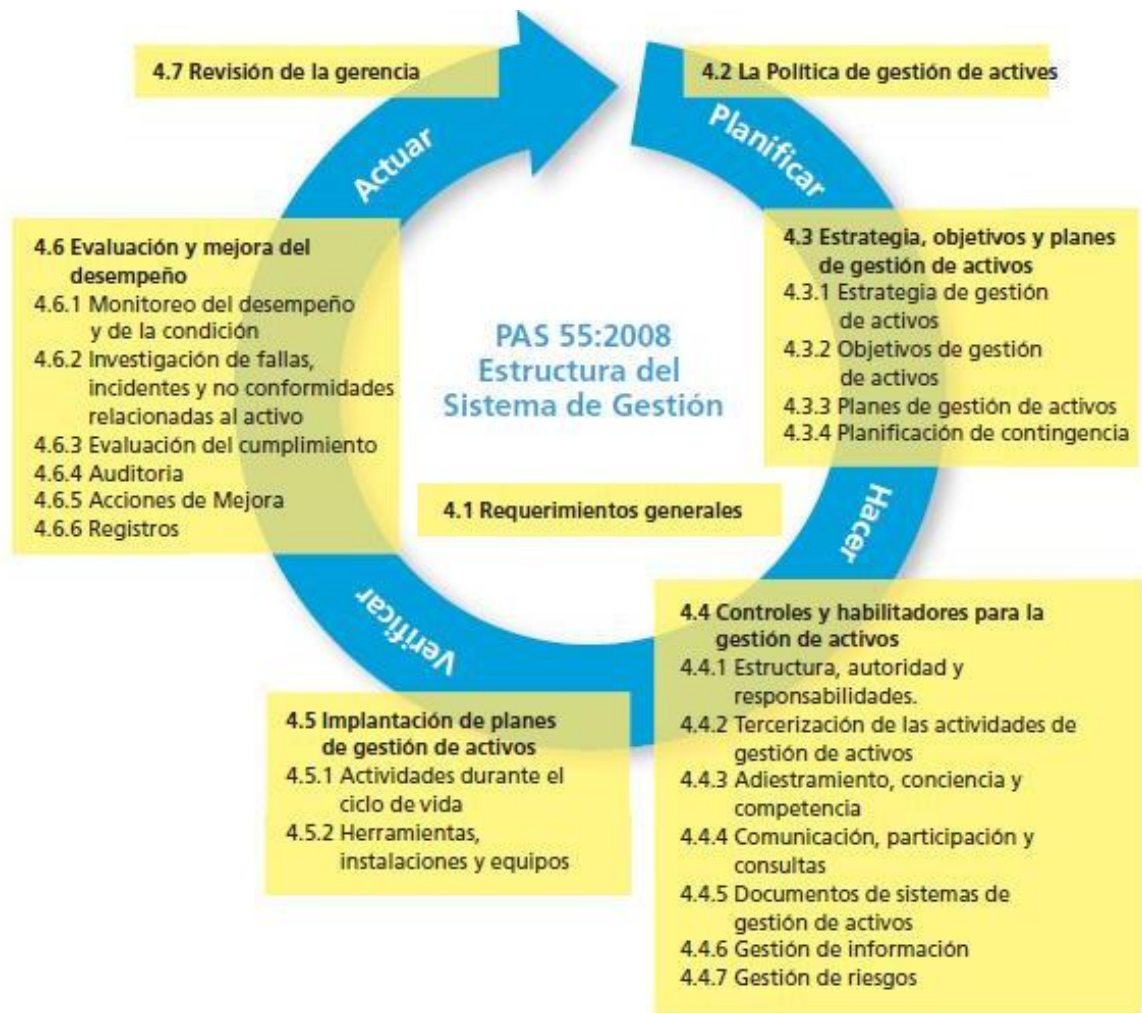 4.7 Revisión de la gerencia
4.2 La Política de gestión de actives
Actuar
Planificar
4.6 Evaluación y mejora del
desempeño
4.6.1 Monitoreo del desempeño
y de la condición
4.6.2 Investigación de fallas,
incidentes y no conformidades
relacionadas al activo
4.6.3 Evaluación del cumplimiento
4.6.4 Auditoria
4.6.5 Acciones de Mejora
4.6.6 Registros
4.3 Estrategia, objetivos y planes
de gestión de activos
4.3.1 Estrategia de gestión
de activos
4.3.2 Objetivos de gestión
de activos
4.3.3 Planes de gestión de activos
4.3.4 Planificación de contingencia
PAS 55:2008
Estructura del
Sistema de Gestión
4.1 Requerimientos generales
Hacer
Verificar
4.4 Controles y habilitadores para la
gestión de activos
4.4.1 Estructura, autoridad y
responsabilidades.
4.4.2 Tercerización de las actividades de
gestión de activos
4.4.3 Adiestramiento, conciencia y
competencia
4.4.4 Comunicación, participación y
consultas
4.4.5 Documentos de sistemas de
gestión de activos
4.4.6 Gestión de información
4.4.7 Gestión de riesgos
4.5 Implantación de planes
de gestión de activos
4.5.1 Actividades durante el
ciclo de vida
4.5.2 Herramientas,
instalaciones y equipos